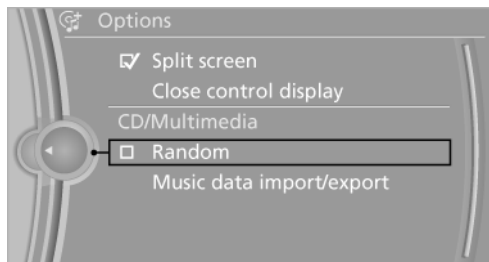 Options
Split screen
Close control display
CD/Multimedia
Random
Music data import/export